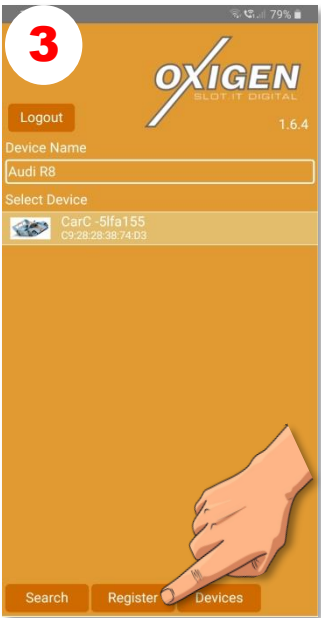 3
79%
OXIGEN
SLOT.IT DIGITAL
Logout
1.6.4
Device Name
Audi R8
Select Device
CarC -5lfa155
C9:28:28:38:74:D3
Search
Register
Devices